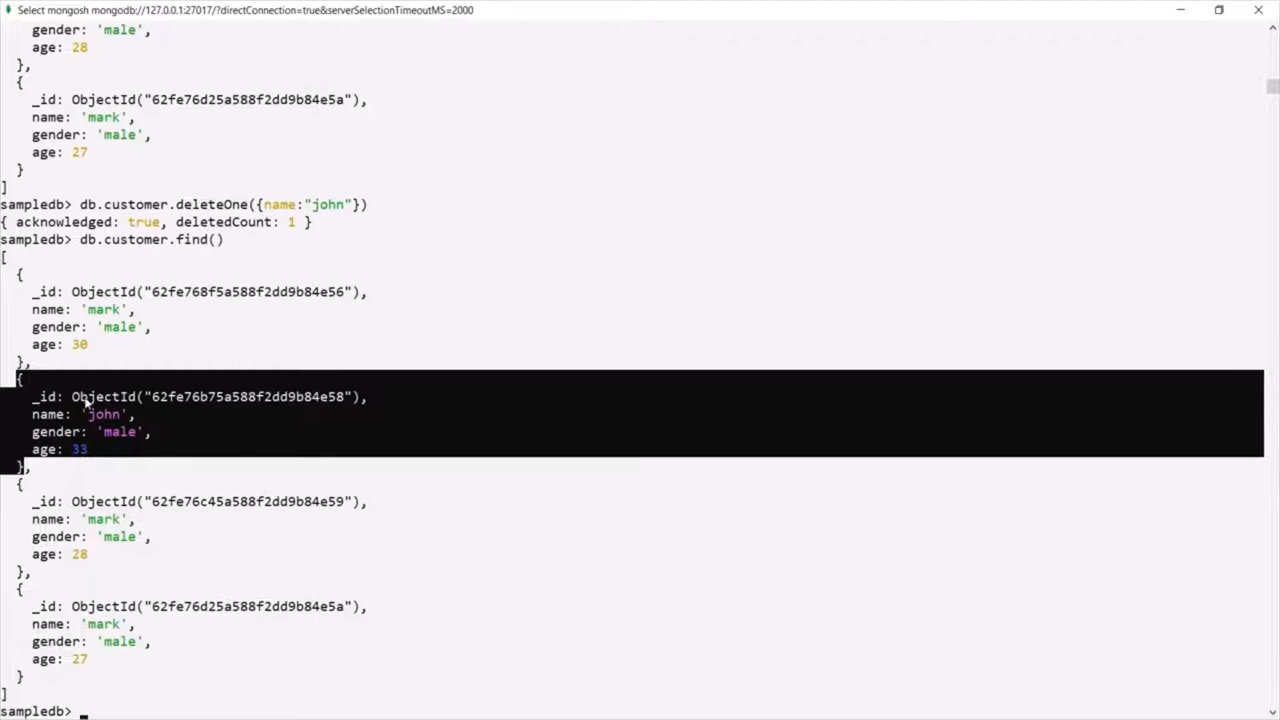 Select mongosh mongodb://127.0.0.1:27017/?directConnection=true&serverSelectionTimeoutMS=2000
gender: 'male',
age: 28
},
{
_id: ObjectId("62fe76d25a588f2dd9b84e5a"),
name: 'mark',
gender: 'male',
age: 27
}
]
sampledb> db.customer.deleteOne({name:"john"})
{ acknowledged: true, deletedCount: 1 }
sampledb> db.customer.find()
[
{
_id: ObjectId("62fe768f5a588f2dd9b84e56"),
name: 'mark',
gender: 'male',
age: 30
},
{
_id: ObjectId("62fe76b75a588f2dd9b84e58"),
name: 'john',
gender: 'male',
age: 33
},
{
_id: ObjectId("62fe76c45a588f2dd9b84e59"),
name: 'mark',
gender: 'male',
age: 28
},
{
_id: ObjectId("62fe76d25a588f2dd9b84e5a"),
name: 'mark',
gender: 'male',
age: 27
}
]
sampledb>